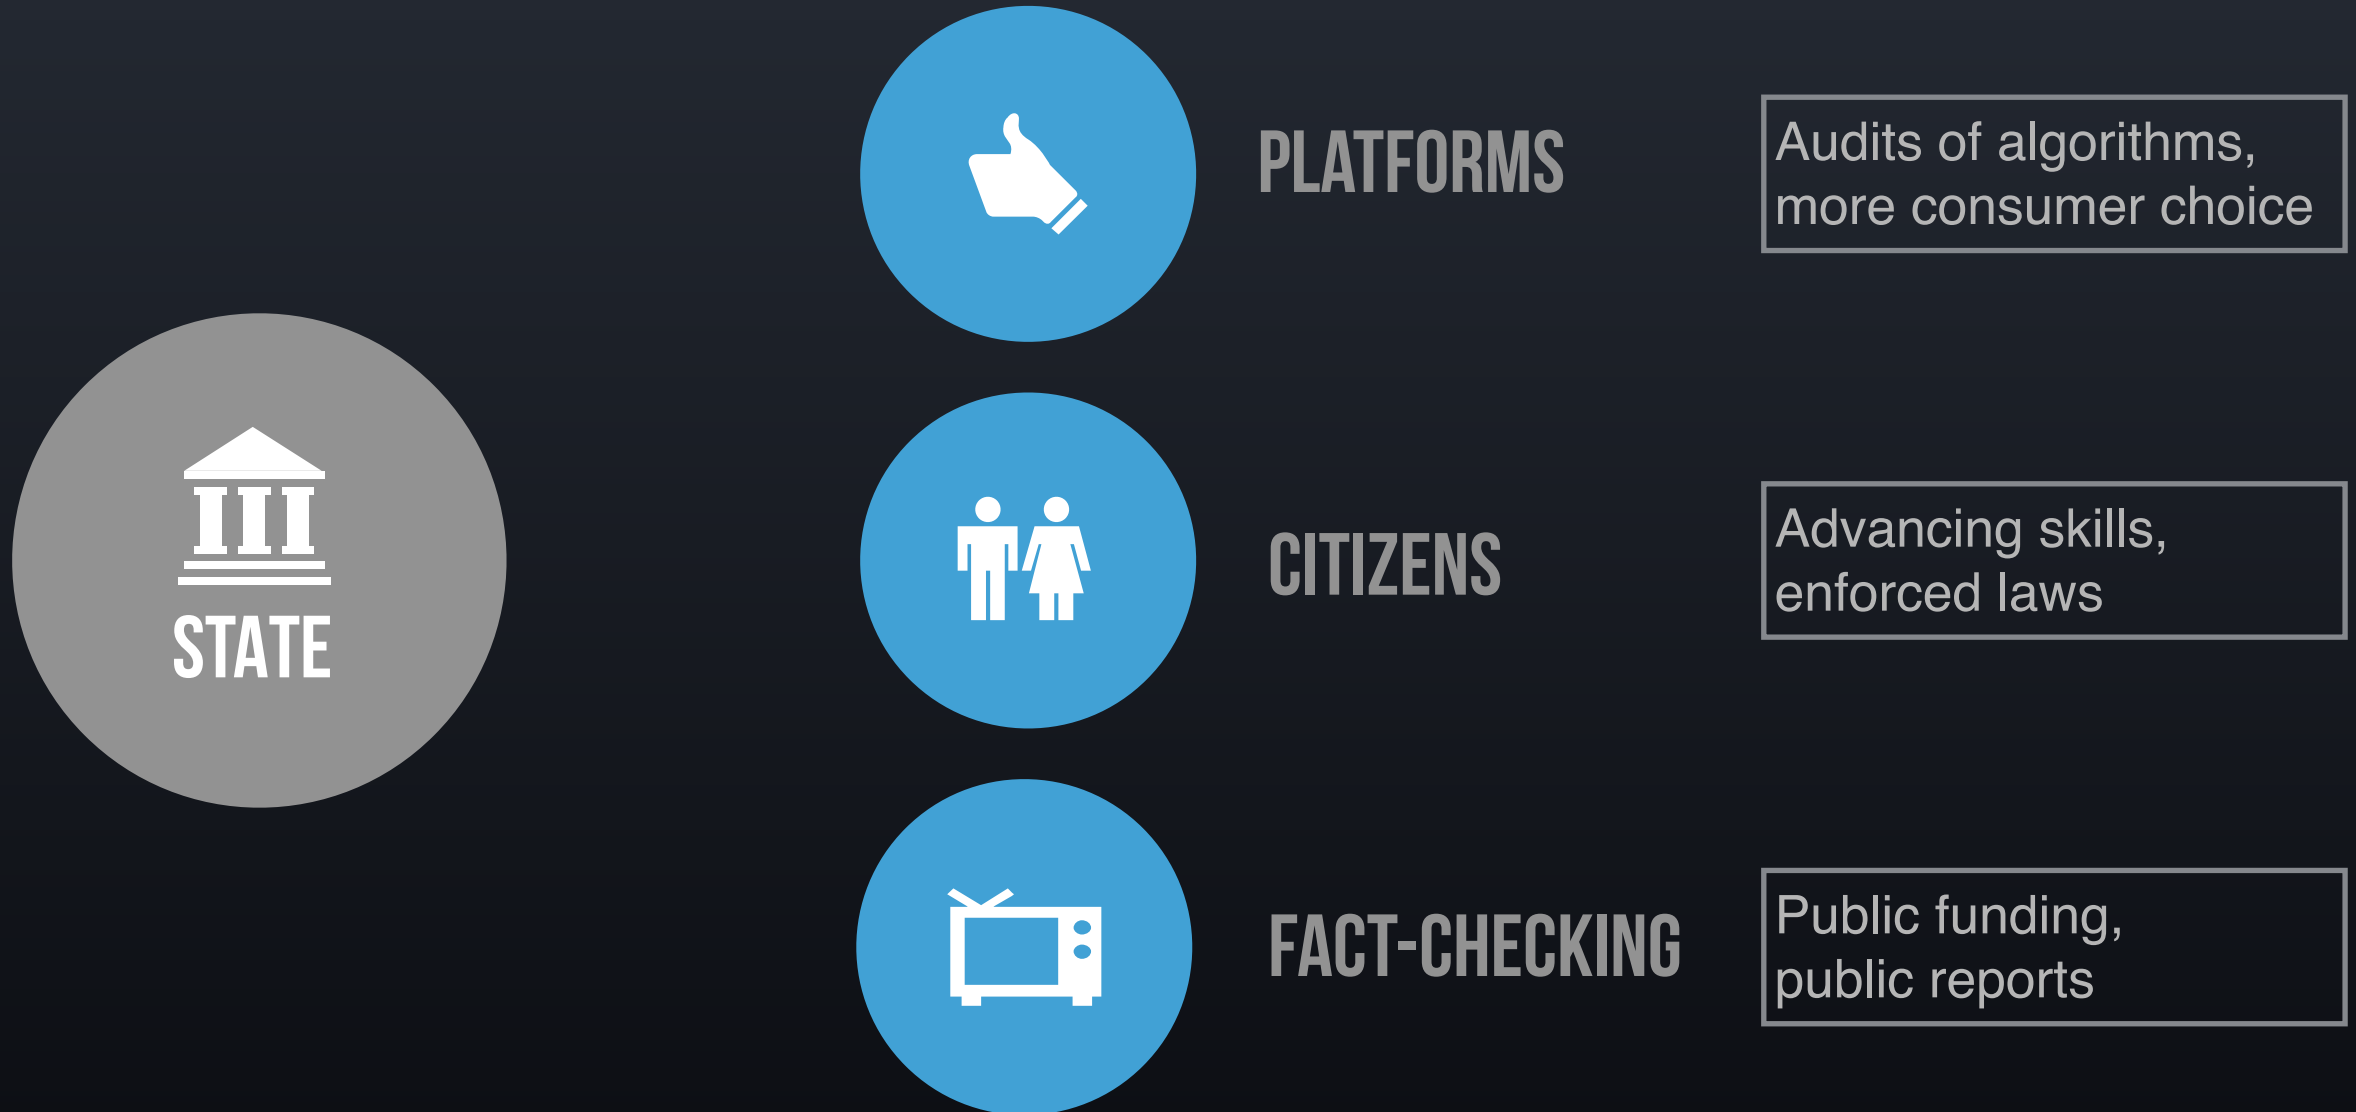 STATE
PLATFORMS
Audits of algorithms,
more consumer choice
CITIZENS
Advancing skills,
enforced laws
FACT-CHECKING
Public funding,
public reports